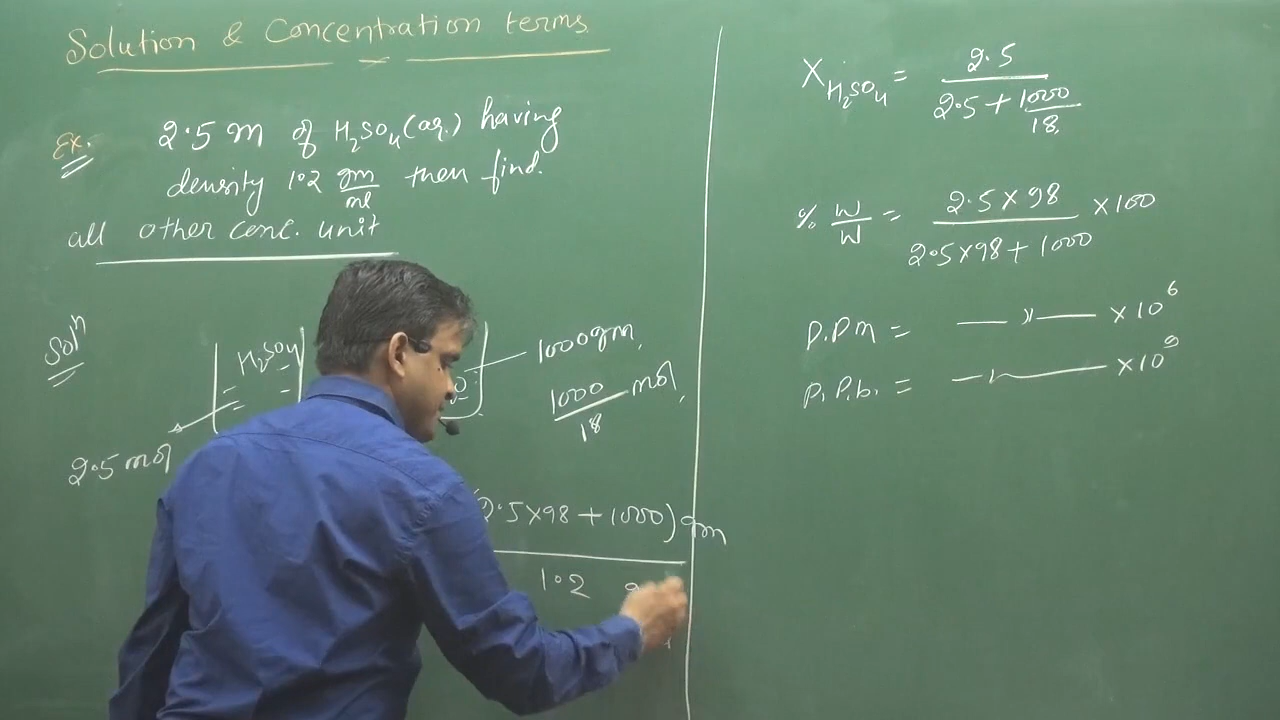 Solution & Concentration terms
Ex. 2.5 m of H₂SO₄(aq.) having
density 1.2 gm/ml then find.
all other conc. unit
Solⁿ
H₂SO₄
2.5 mol
1000gm,
1000/18 mol,
(2.5×98 + 1000) gm
1.2
X_H₂SO₄ = 2.5 / (2.5 + 1000/18)
% w/w = (2.5 × 98) / (2.5×98 + 1000) × 100
P.P.m = —— 〃 —— × 10⁶
P.P.b. = —— 〃 —— × 10⁹